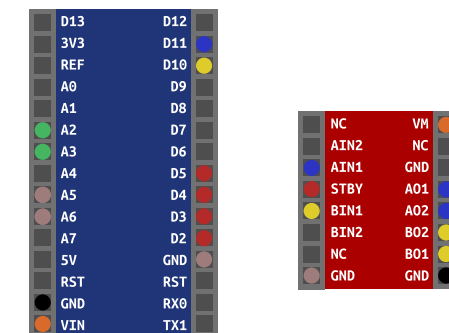 D13 D12
3V3 D11
REF D10
A0 D9
A1 D8
A2 D7
A3 D6
A4 D5
A5 D4
A6 D3
A7 D2
5V GND
RST RST
GND RX0
VIN TX1
NC VM
AIN2 NC
AIN1 GND
STBY AO1
BIN1 AO2
BIN2 BO2
NC BO1
GND GND